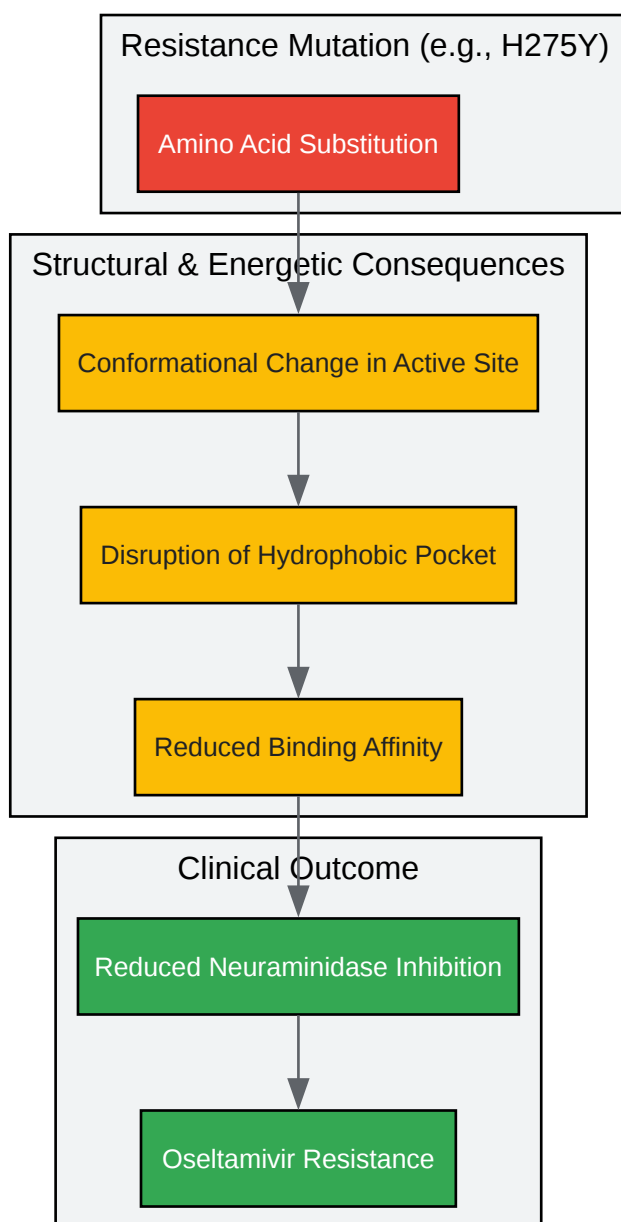 Resistance Mutation (e.g., H275Y)
Amino Acid Substitution
Structural & Energetic Consequences
Conformational Change in Active Site
Disruption of Hydrophobic Pocket
Reduced Binding Affinity
Clinical Outcome
Reduced Neuraminidase Inhibition
Oseltamivir Resistance